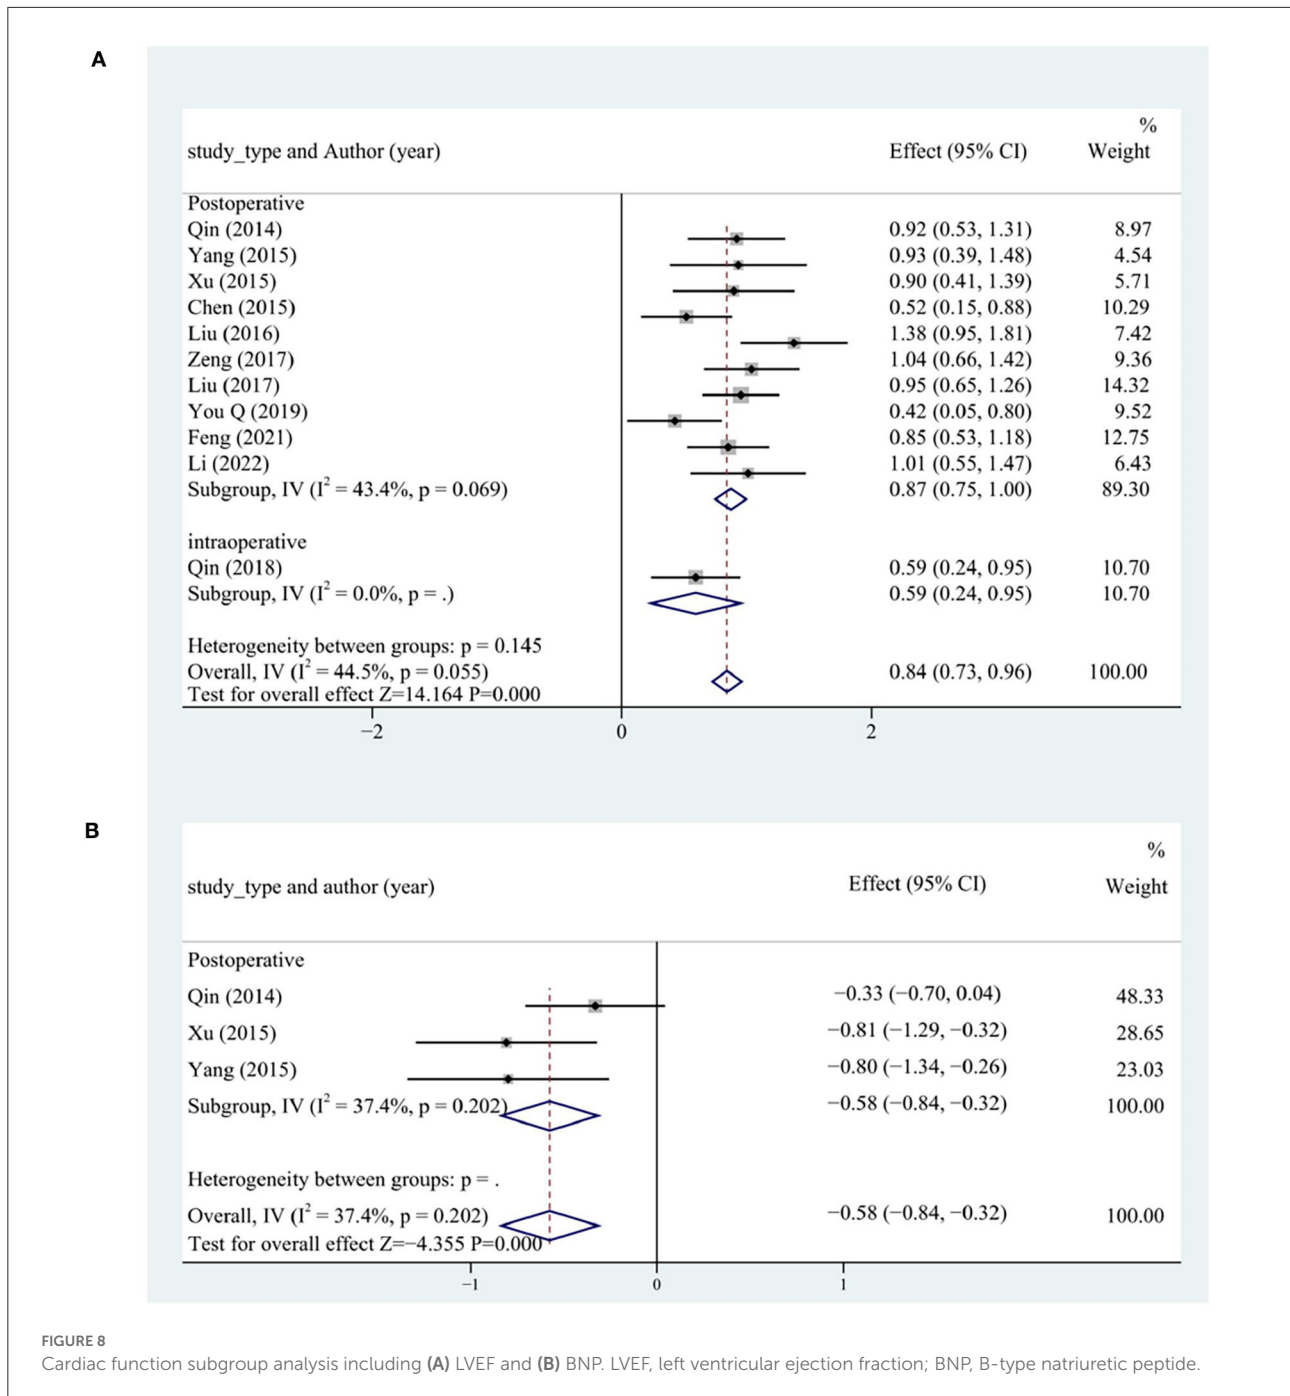 A
%
study_type and Author (year) Effect (95% CI) Weight
Postoperative
Qin (2014) 0.92 (0.53, 1.31) 8.97
Yang (2015) 0.93 (0.39, 1.48) 4.54
Xu (2015) 0.90 (0.41, 1.39) 5.71
Chen (2015) 0.52 (0.15, 0.88) 10.29
Liu (2016) 1.38 (0.95, 1.81) 7.42
Zeng (2017) 1.04 (0.66, 1.42) 9.36
Liu (2017) 0.95 (0.65, 1.26) 14.32
You Q (2019) 0.42 (0.05, 0.80) 9.52
Feng (2021) 0.85 (0.53, 1.18) 12.75
Li (2022) 1.01 (0.55, 1.47) 6.43
Subgroup, IV (I² = 43.4%, p = 0.069) 0.87 (0.75, 1.00) 89.30
intraoperative
Qin (2018) 0.59 (0.24, 0.95) 10.70
Subgroup, IV (I² = 0.0%, p = .) 0.59 (0.24, 0.95) 10.70
Heterogeneity between groups: p = 0.145
Overall, IV (I² = 44.5%, p = 0.055) 0.84 (0.73, 0.96) 100.00
Test for overall effect Z=14.164 P=0.000
−2 0 2
B
%
study_type and author (year) Effect (95% CI) Weight
Postoperative
Qin (2014) −0.33 (−0.70, 0.04) 48.33
Xu (2015) −0.81 (−1.29, −0.32) 28.65
Yang (2015) −0.80 (−1.34, −0.26) 23.03
Subgroup, IV (I² = 37.4%, p = 0.202) −0.58 (−0.84, −0.32) 100.00
Heterogeneity between groups: p = .
Overall, IV (I² = 37.4%, p = 0.202) −0.58 (−0.84, −0.32) 100.00
Test for overall effect Z=−4.355 P=0.000
−1 0 1
FIGURE 8
Cardiac function subgroup analysis including (A) LVEF and (B) BNP. LVEF, left ventricular ejection fraction; BNP, B-type natriuretic peptide.